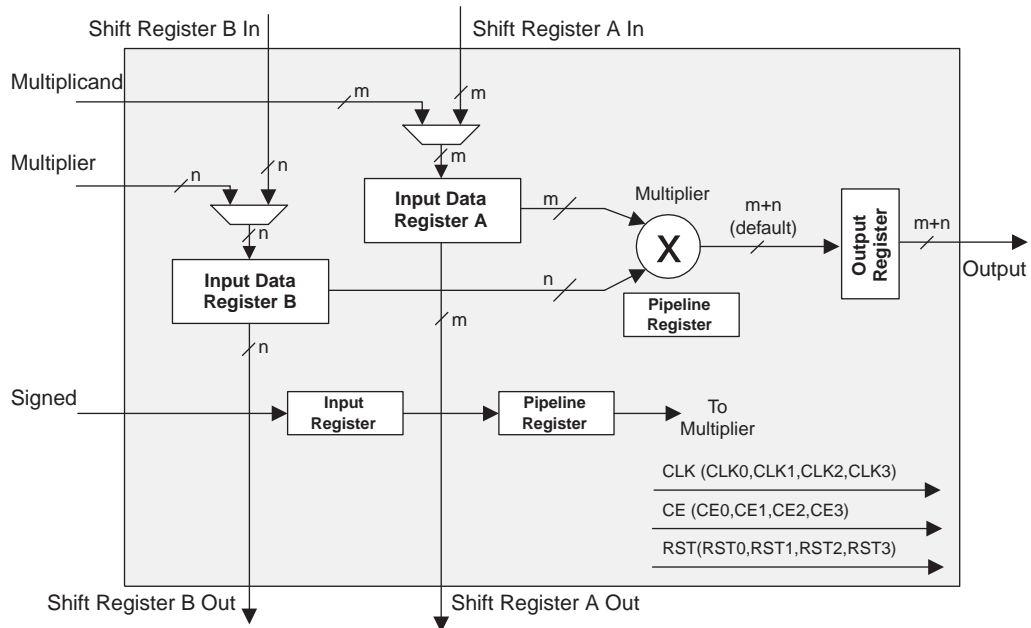 Shift Register B In
Shift Register A In
Multiplicand
m
m
Multiplier
n
n
m
Input Data
Register A
m
Multiplier
X
m+n
(default)
Output
Register
m+n
Output
n
Input Data
Register B
n
Pipeline
Register
m
n
Signed
Input
Register
Pipeline
Register
To
Multiplier
CLK (CLK0,CLK1,CLK2,CLK3)
CE (CE0,CE1,CE2,CE3)
RST(RST0,RST1,RST2,RST3)
Shift Register B Out
Shift Register A Out